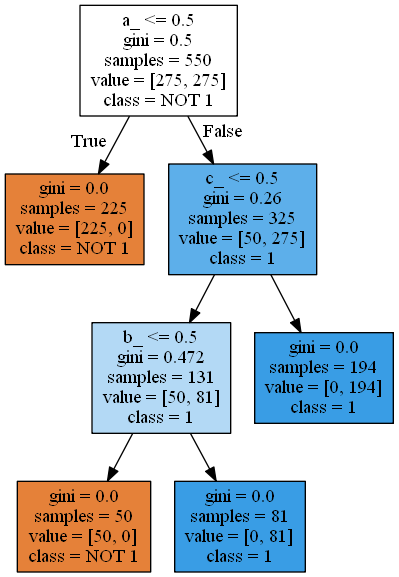 a_ <= 0.5
gini = 0.5
samples = 550
value = [275, 275]
class = NOT 1
True
False
gini = 0.0
samples = 225
value = [225, 0]
class = NOT 1
c_ <= 0.5
gini = 0.26
samples = 325
value = [50, 275]
class = 1
b_ <= 0.5
gini = 0.472
samples = 131
value = [50, 81]
class = 1
gini = 0.0
samples = 194
value = [0, 194]
class = 1
gini = 0.0
samples = 50
value = [50, 0]
class = NOT 1
gini = 0.0
samples = 81
value = [0, 81]
class = 1